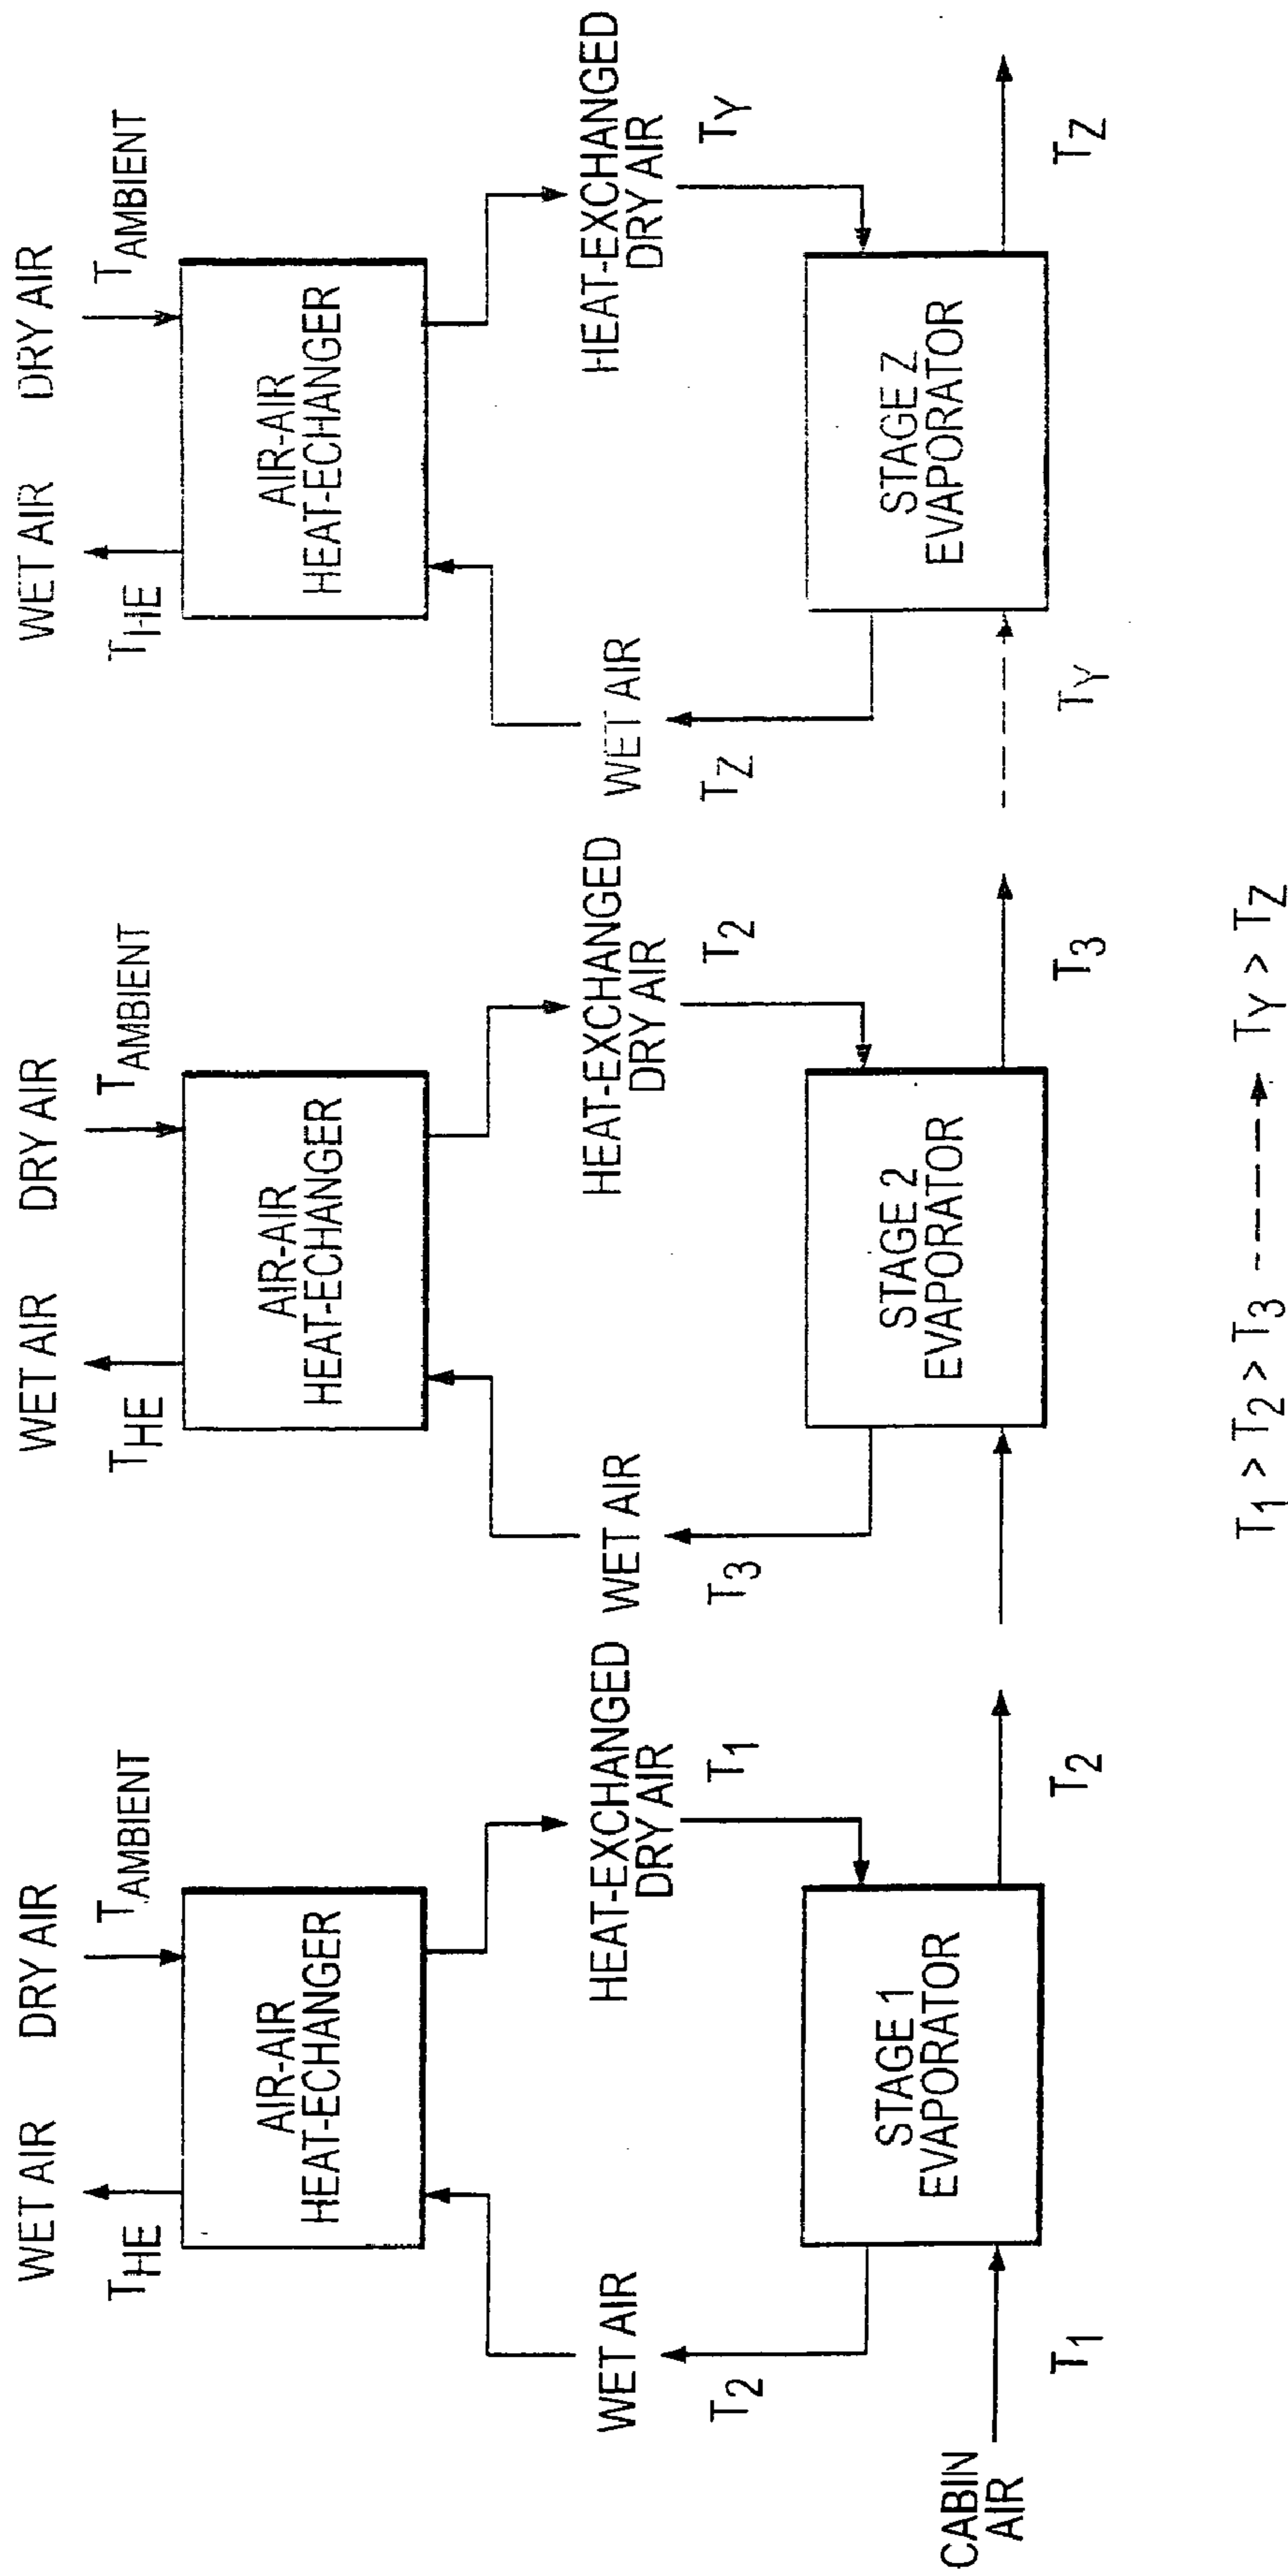 WET AIR
DRY AIR
THE
TAMBIENT
AIR-AIR
HEAT-ECHANGER
WET AIR
T2
HEAT-EXCHANGED
DRY AIR
T1
STAGE 1
EVAPORATOR
CABIN
AIR
T1
T2
WET AIR
DRY AIR
THE
TAMBIENT
AIR-AIR
HEAT-ECHANGER
WET AIR
T3
HEAT-EXCHANGED
DRY AIR
T2
STAGE 2
EVAPORATOR
T3
WET AIR
DRY AIR
THE
TAMBIENT
AIR-AIR
HEAT-ECHANGER
WET AIR
TZ
HEAT-EXCHANGED
DRY AIR
TY
STAGE Z
EVAPORATOR
TY
TZ
T1 > T2 > T3 -----► TY > TZ